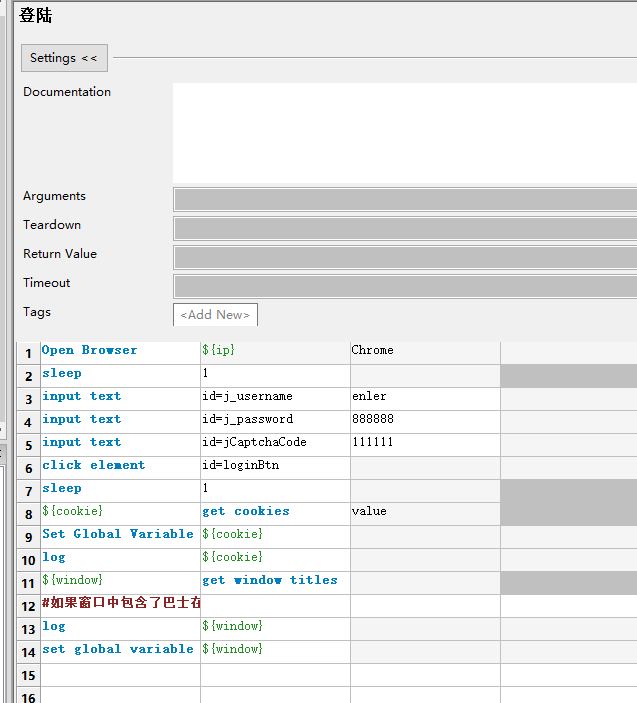 登陆
Settings <<
Documentation
Arguments
Teardown
Return Value
Timeout
Tags <Add New>
1 Open Browser ${ip} Chrome
2 sleep 1
3 input text id=j_username enler
4 input text id=j_password 888888
5 input text id=jCaptchaCode 111111
6 click element id=loginBtn
7 sleep 1
8 ${cookie} get cookies value
9 Set Global Variable ${cookie}
10 log ${cookie}
11 ${window} get window titles
12 #如果窗口中包含了巴士在
13 log ${window}
14 set global variable ${window}
15
16